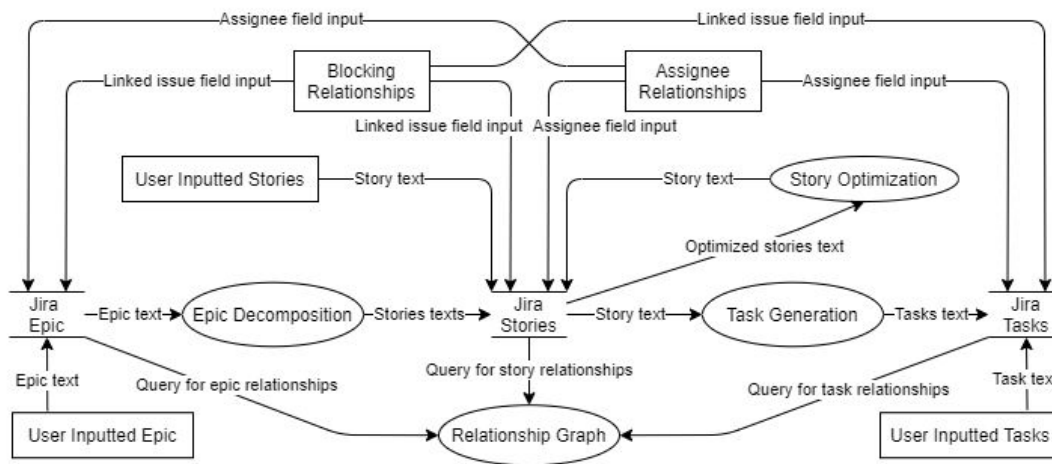 Assignee field input
Linked issue field input
Blocking
Relationships
Assignee
Relationships
Linked issue field input
Assignee field input
Linked issue field input
Assignee field input
User Inputted Stories
Story text
Story text
Story Optimization
Optimized stories text
Jira
Epic
Epic text
Epic Decomposition
Stories texts
Jira
Stories
Story text
Task Generation
Tasks text
Jira
Tasks
Epic text
Query for epic relationships
Query for story relationships
Query for task relationships
Task text
User Inputted Epic
Relationship Graph
User Inputted Tasks